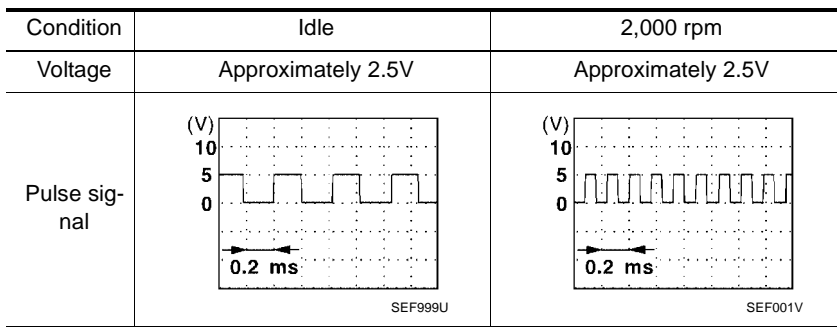 Condition Idle 2,000 rpm
Voltage Approximately 2.5V Approximately 2.5V
Pulse sig-
nal
(V)
10
5
0
0.2 ms
SEF999U
(V)
10
5
0
0.2 ms
SEF001V